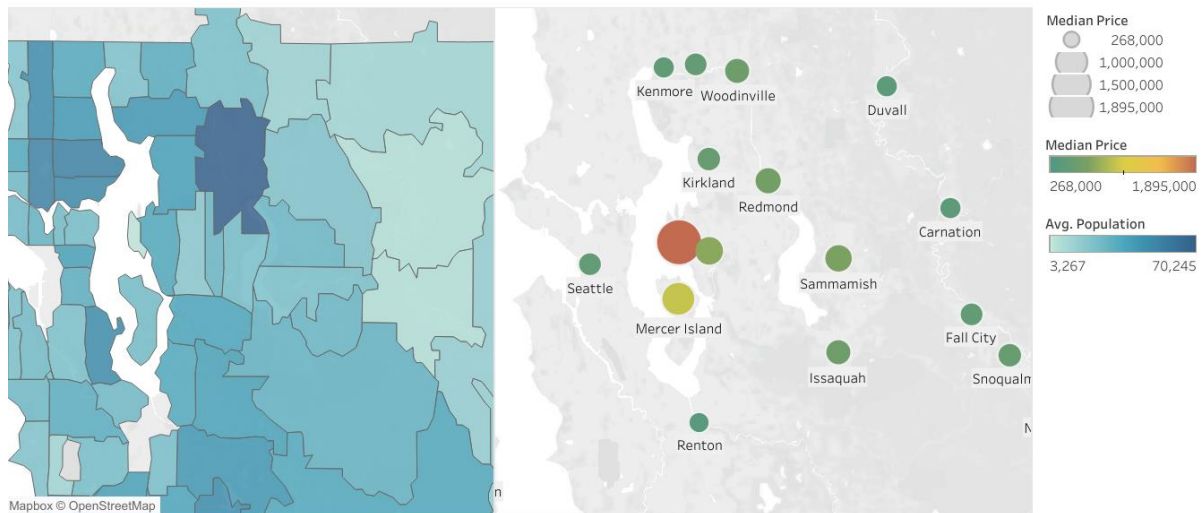 Kenmore
Woodinville
Duvall
Kirkland
Redmond
Carnation
Seattle
Sammamish
Mercer Island
Fall City
Issaquah
Snoqualm
Renton
N
n
Mapbox © OpenStreetMap
Median Price
268,000
1,000,000
1,500,000
1,895,000
Median Price
268,000 1,895,000
Avg. Population
3,267 70,245